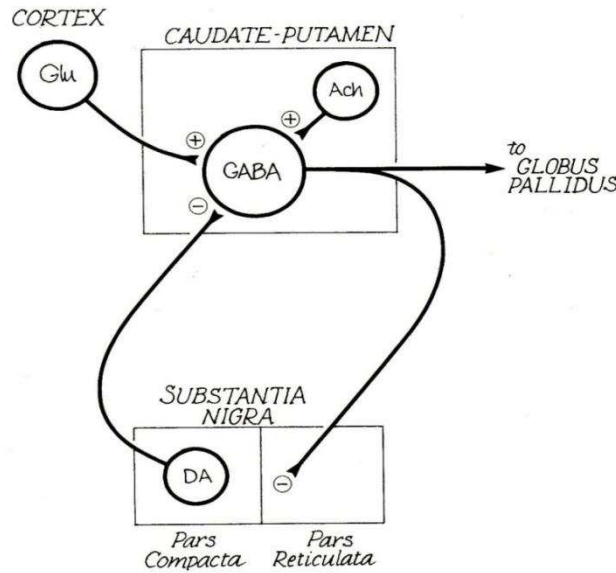 CORTEX
Glu
CAUDATE-PUTAMEN
Ach
+
+
GABA
−
to
GLOBUS
PALLIDUS
SUBSTANTIA
NIGRA
DA
−
Pars
Compacta
Pars
Reticulata